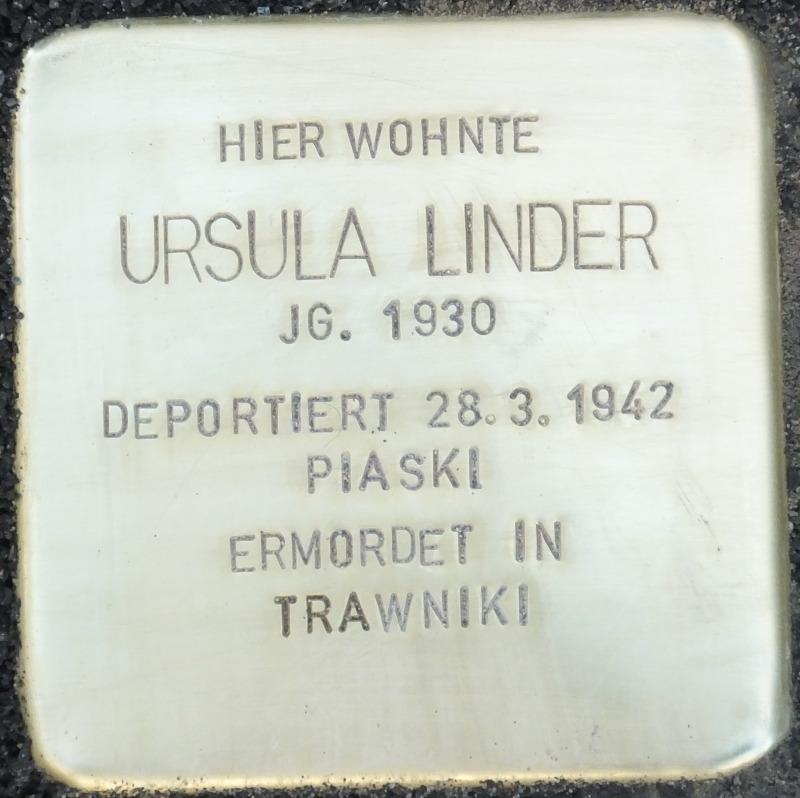 HIER WOHNTE
URSULA LINDER
JG. 1930
DEPORTIERT 28.3.1942
PIASKI
ERMORDET IN
TRAWNIKI